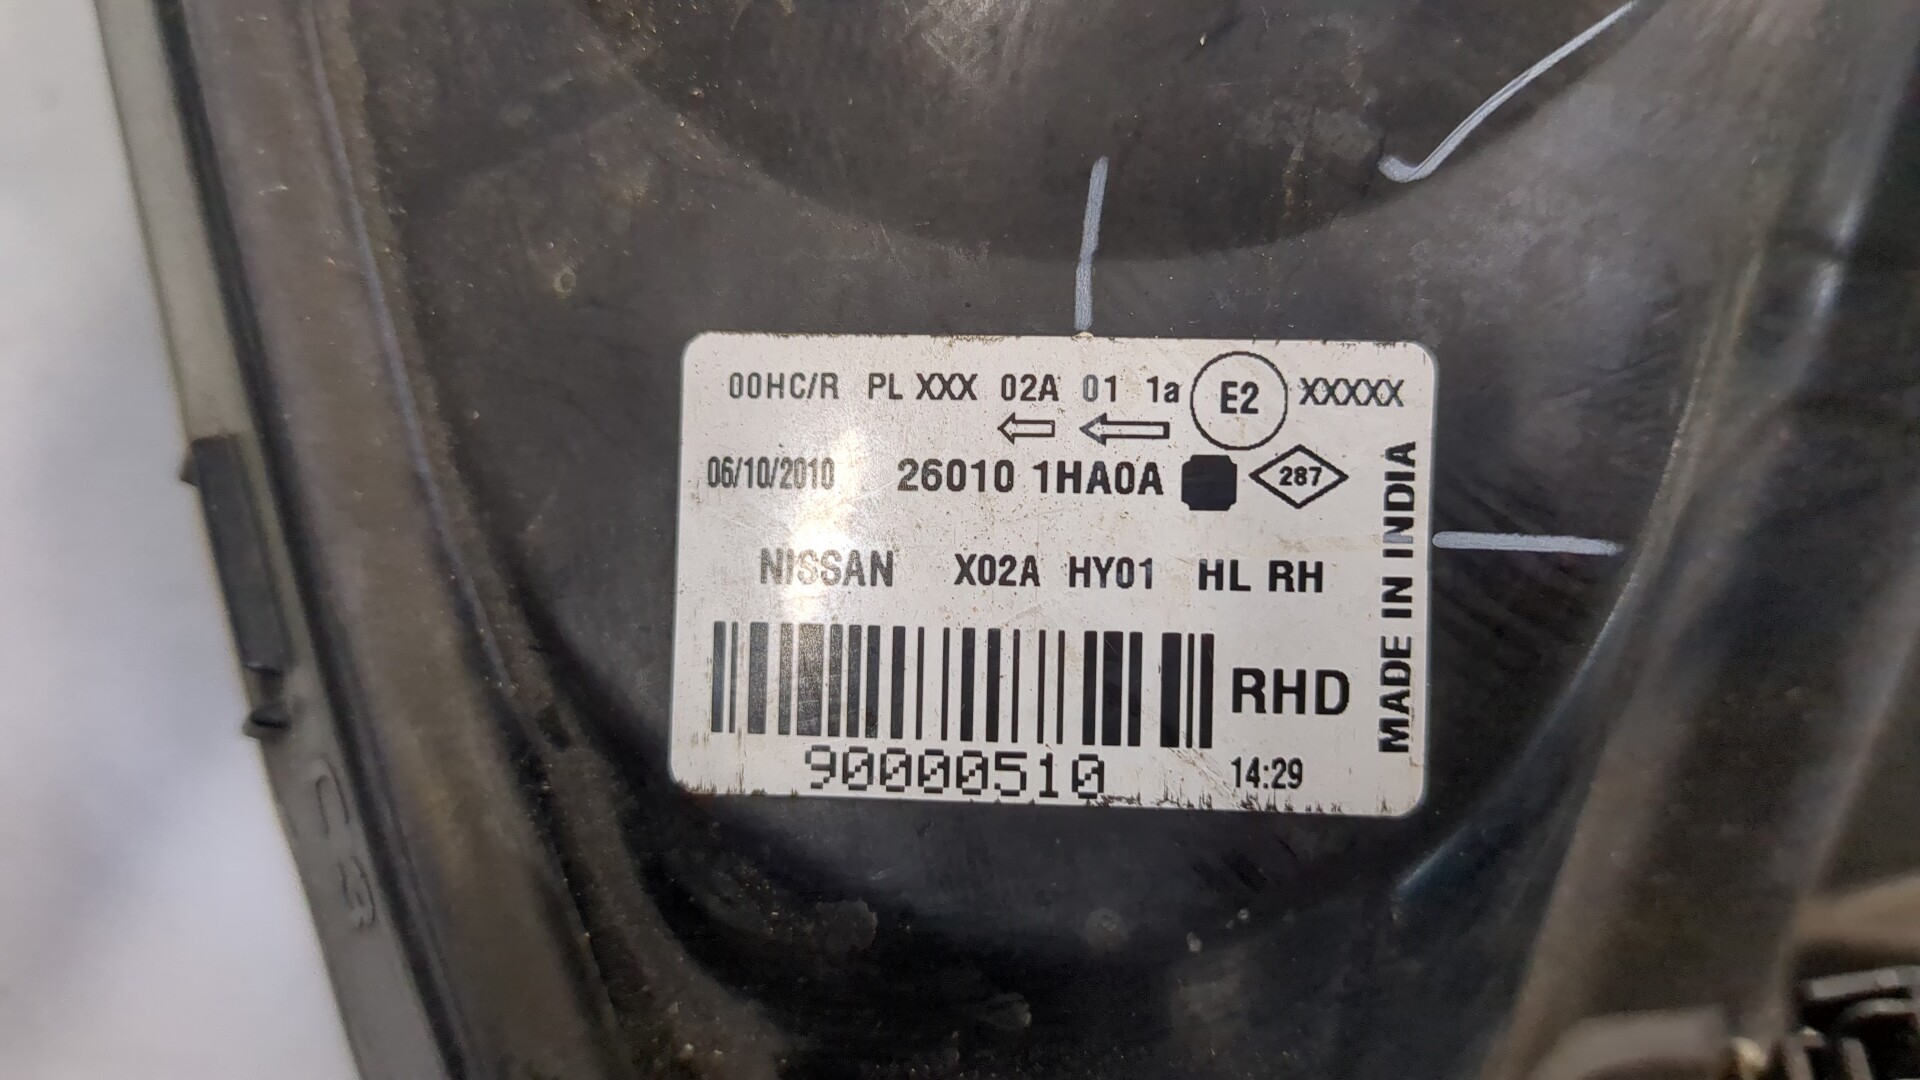 00HC/R PL XXX 02A 01 1a E2 XXXXX
06/10/2010 26010 1HA0A 287
NISSAN X02A HY01 HL RH
RHD
90000510 14:29
MADE IN INDIA
C3